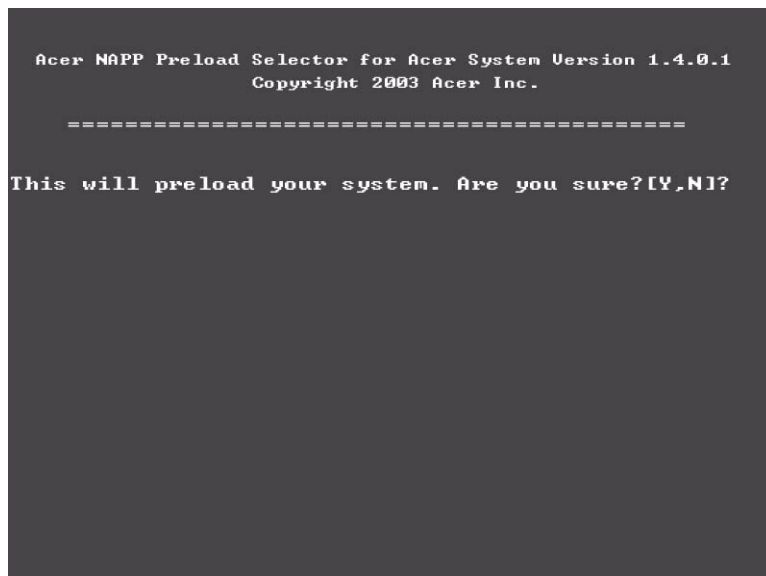 Acer NAPP Preload Selector for Acer System Version 1.4.0.1
Copyright 2003 Acer Inc.
===========================================
This will preload your system. Are you sure?[Y,N]?